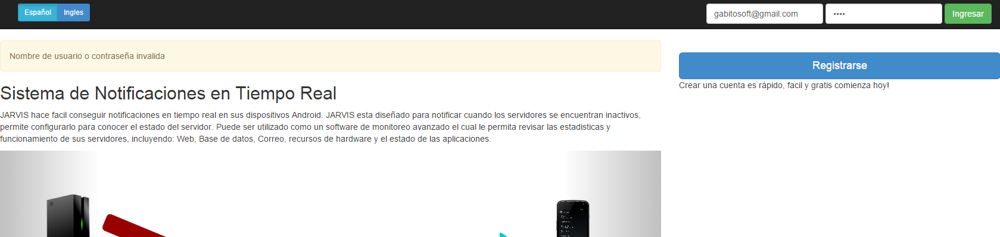 Español Ingles gabitosoft@gmail.com •••• Ingresar
Nombre de usuario o contraseña invalida
Registrarse
Crear una cuenta es rápido, facil y gratis comienza hoy!
Sistema de Notificaciones en Tiempo Real
JARVIS hace facil conseguir notificaciones en tiempo real en sus dispositivos Android. JARVIS esta diseñado para notificar cuando los servidores se encuentran inactivos,
permite configurarlo para conocer el estado del servidor. Puede ser utilizado como un software de monitoreo avanzado el cual le permita revisar las estadisticas y
funcionamiento de sus servidores, incluyendo: Web, Base de datos, Correo, recursos de hardware y el estado de las aplicaciones.